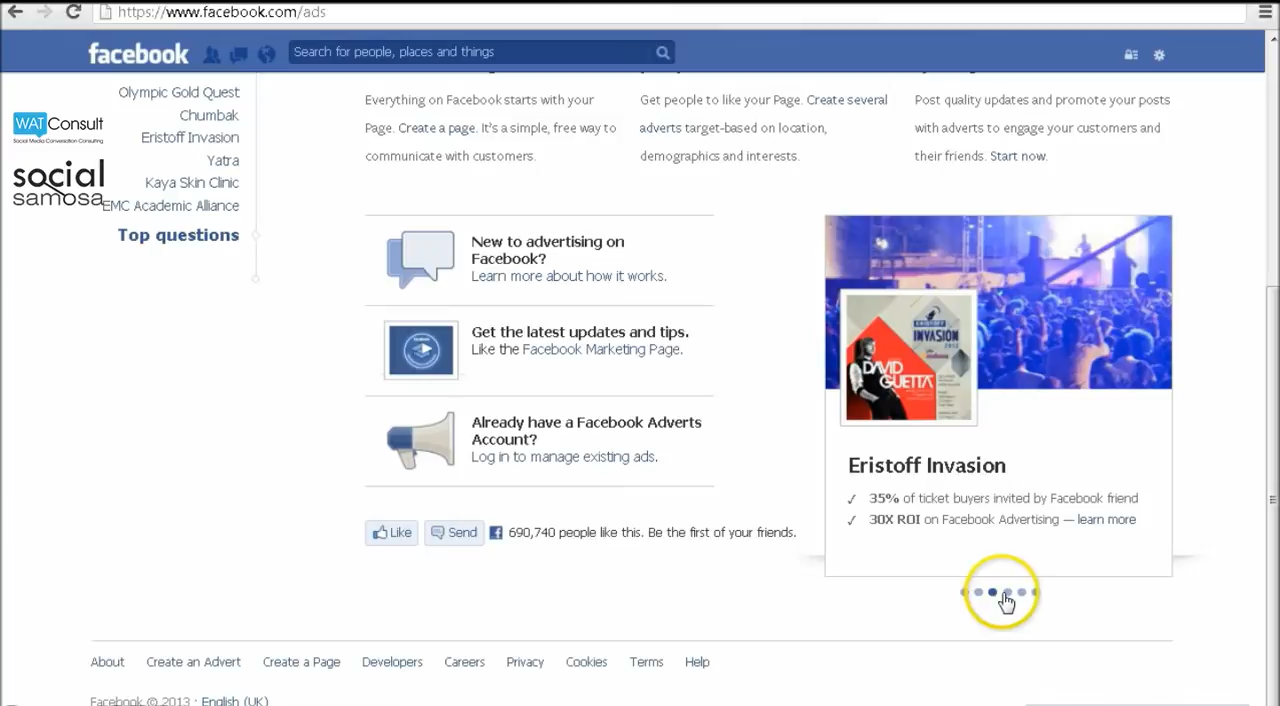 https://www.facebook.com/ads
facebook
Search for people, places and things
Olympic Gold Quest
Chumbak
Eristoff Invasion
Yatra
Kaya Skin Clinic
EMC Academic Alliance
Top questions
WATConsult
Social Media Conversation Consulting
social
samosa
Everything on Facebook starts with your
Page. Create a page. It's a simple, free way to
communicate with customers.
Get people to like your Page. Create several
adverts target-based on location,
demographics and interests.
Post quality updates and promote your posts
with adverts to engage your customers and
their friends. Start now.
New to advertising on
Facebook?
Learn more about how it works.
Get the latest updates and tips.
Like the Facebook Marketing Page.
Already have a Facebook Adverts
Account?
Log in to manage existing ads.
Like
Send
690,740 people like this. Be the first of your friends.
ERISTOFF
INVASION
DAVID
GUETTA
Eristoff Invasion
✓ 35% of ticket buyers invited by Facebook friend
✓ 30X ROI on Facebook Advertising — learn more
About Create an Advert Create a Page Developers Careers Privacy Cookies Terms Help
Facebook © 2013 · English (UK)